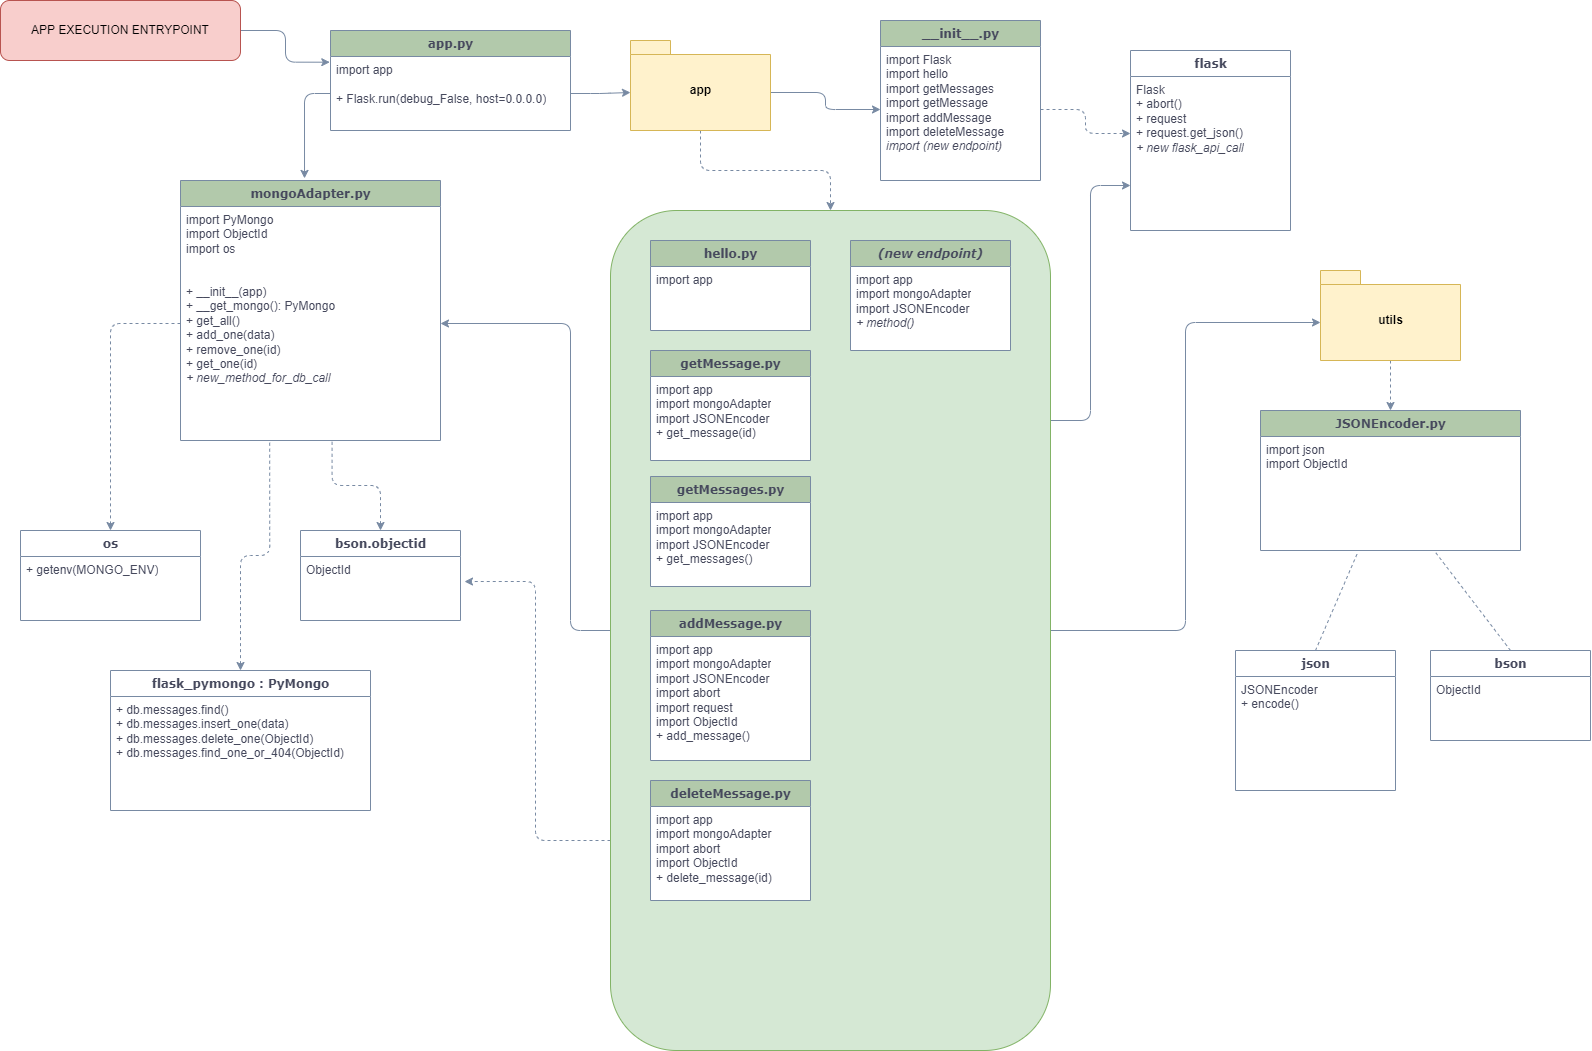 APP EXECUTION ENTRYPOINT
app.py
import app
+ Flask.run(debug_False, host=0.0.0.0)
app
__init__.py
import Flask
import hello
import getMessages
import getMessage
import addMessage
import deleteMessage
import (new endpoint)
flask
Flask
+ abort()
+ request
+ request.get_json()
+ new flask_api_call
mongoAdapter.py
import PyMongo
import ObjectId
import os
+ __init__(app)
+ __get_mongo(): PyMongo
+ get_all()
+ add_one(data)
+ remove_one(id)
+ get_one(id)
+ new_method_for_db_call
hello.py
import app
(new endpoint)
import app
import mongoAdapter
import JSONEncoder
+ method()
getMessage.py
import app
import mongoAdapter
import JSONEncoder
+ get_message(id)
getMessages.py
import app
import mongoAdapter
import JSONEncoder
+ get_messages()
addMessage.py
import app
import mongoAdapter
import JSONEncoder
import abort
import request
import ObjectId
+ add_message()
deleteMessage.py
import app
import mongoAdapter
import abort
import ObjectId
+ delete_message(id)
utils
JSONEncoder.py
import json
import ObjectId
json
JSONEncoder
+ encode()
bson
ObjectId
os
+ getenv(MONGO_ENV)
bson.objectid
ObjectId
flask_pymongo : PyMongo
+ db.messages.find()
+ db.messages.insert_one(data)
+ db.messages.delete_one(ObjectId)
+ db.messages.find_one_or_404(ObjectId)